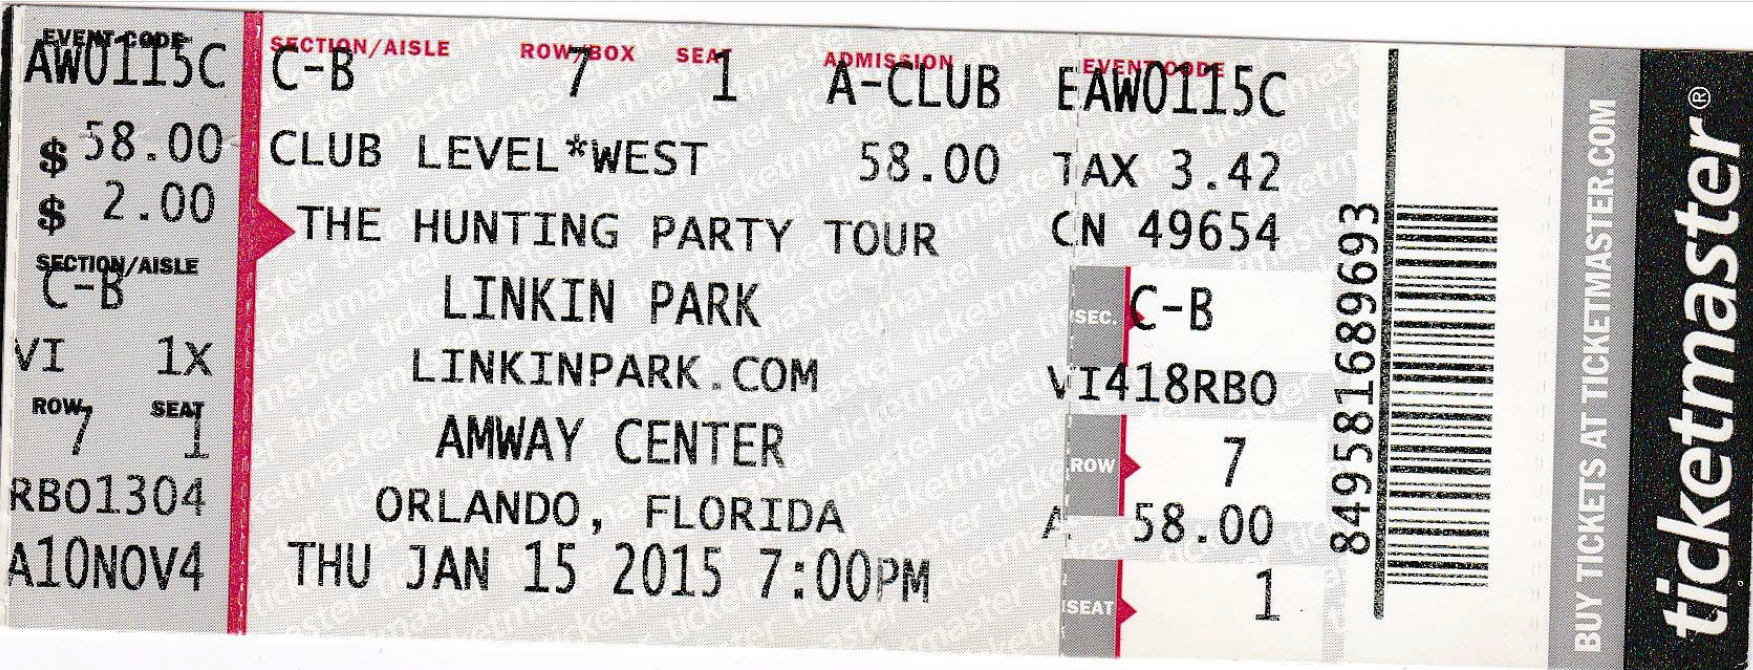 EVENT CODE
AW0115C
$ 58.00
$ 2.00
SECTION/AISLE
C-B
VI 1X
ROW SEAT
7 1
RBO1304
A10NOV4
SECTION/AISLE ROW/BOX SEAT ADMISSION
C-B 7 1 A-CLUB
CLUB LEVEL*WEST 58.00
THE HUNTING PARTY TOUR
LINKIN PARK
LINKINPARK.COM
AMWAY CENTER
ORLANDO, FLORIDA
THU JAN 15 2015 7:00PM
EVENT CODE
EAW0115C
TAX 3.42
CN 49654
SEC. C-B
VI418RBO
ROW 7
A 58.00
SEAT 1
849581689693
BUY TICKETS AT TICKETMASTER.COM
ticketmaster®